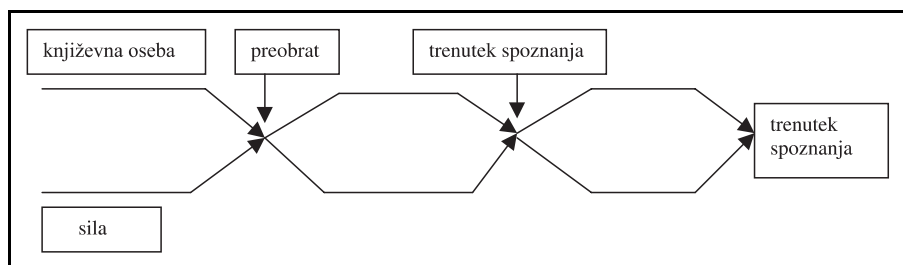 književna oseba
preobrat
trenutek spoznanja
trenutek
spoznanja
sila